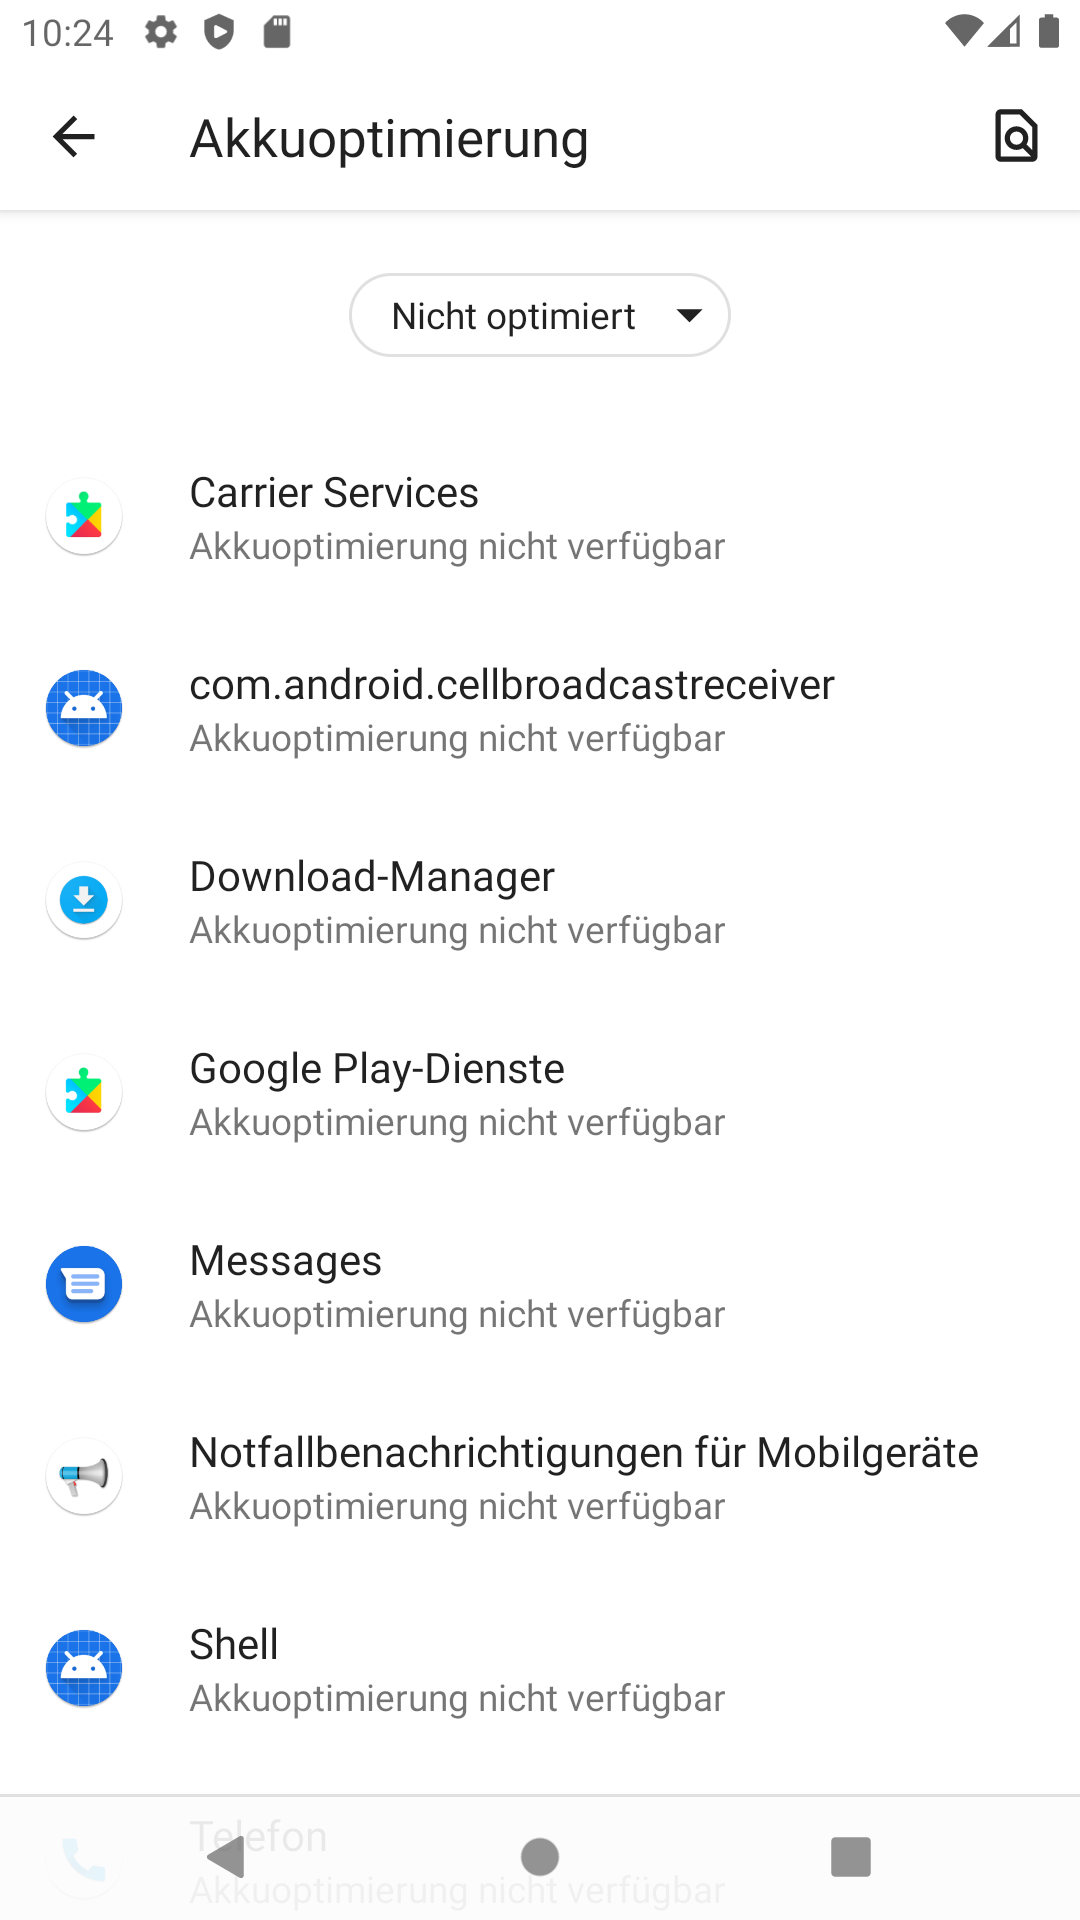 10:24
Akkuoptimierung
Nicht optimiert
Carrier Services
Akkuoptimierung nicht verfügbar
com.android.cellbroadcastreceiver
Akkuoptimierung nicht verfügbar
Download-Manager
Akkuoptimierung nicht verfügbar
Google Play-Dienste
Akkuoptimierung nicht verfügbar
Messages
Akkuoptimierung nicht verfügbar
Notfallbenachrichtigungen für Mobilgeräte
Akkuoptimierung nicht verfügbar
Shell
Akkuoptimierung nicht verfügbar
Telefon
Akkuoptimierung nicht verfügbar